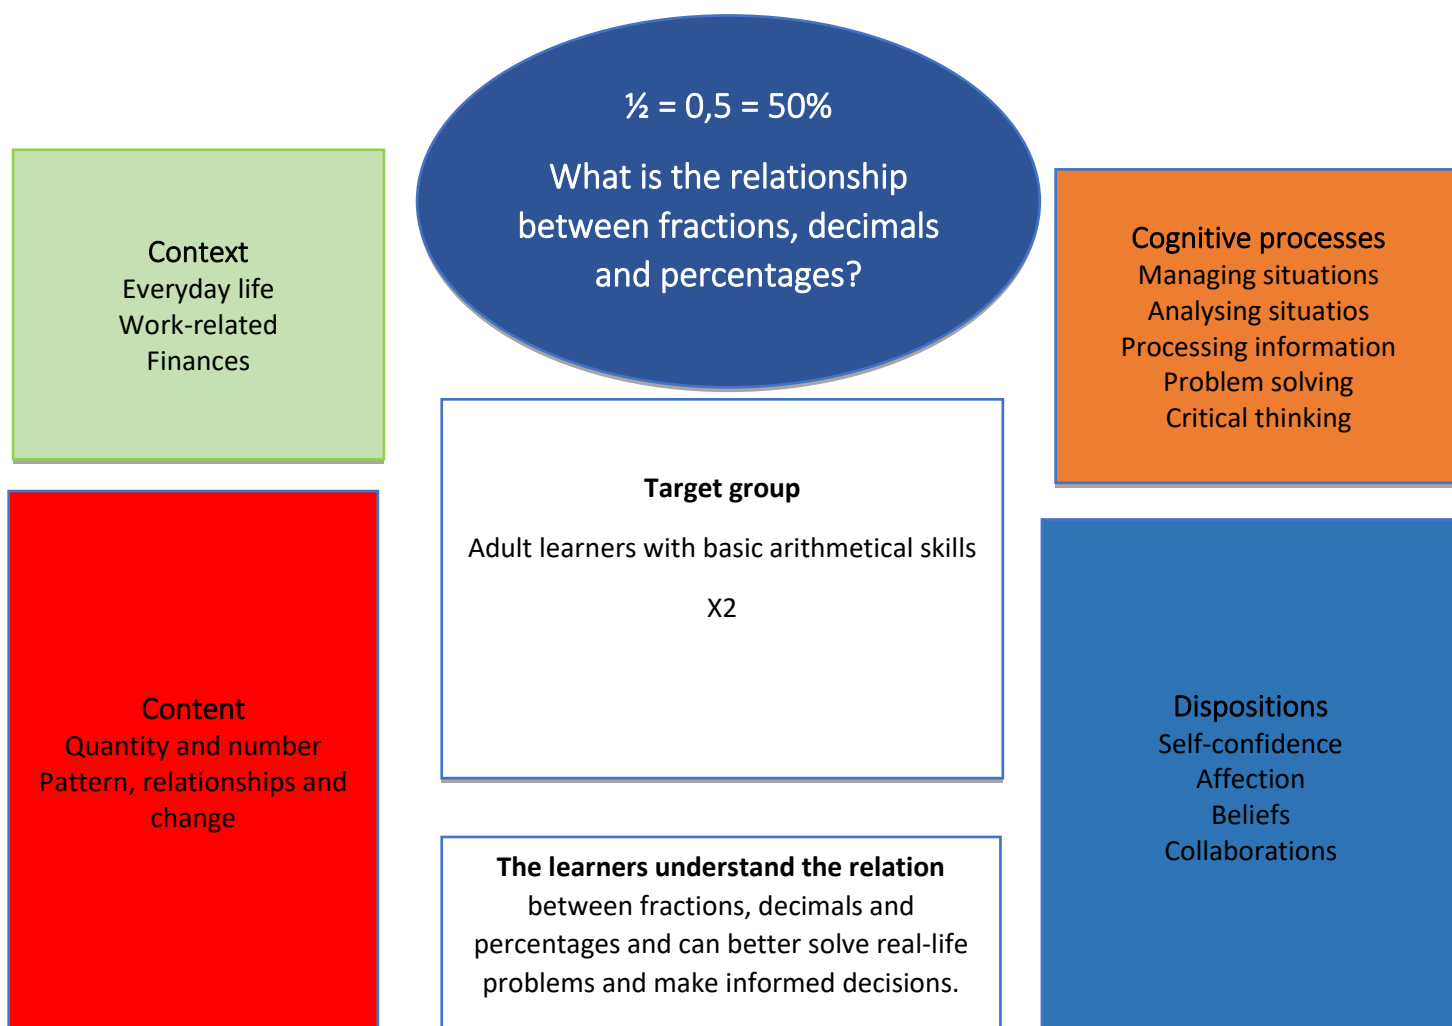 ½ = 0,5 = 50%
What is the relationship
between fractions, decimals
and percentages?
Context
Everyday life
Work-related
Finances
Cognitive processes
Managing situations
Analysing situatios
Processing information
Problem solving
Critical thinking
Target group
Adult learners with basic arithmetical skills
X2
Content
Quantity and number
Pattern, relationships and
change
Dispositions
Self-confidence
Affection
Beliefs
Collaborations
The learners understand the relation
between fractions, decimals and
percentages and can better solve real-life
problems and make informed decisions.